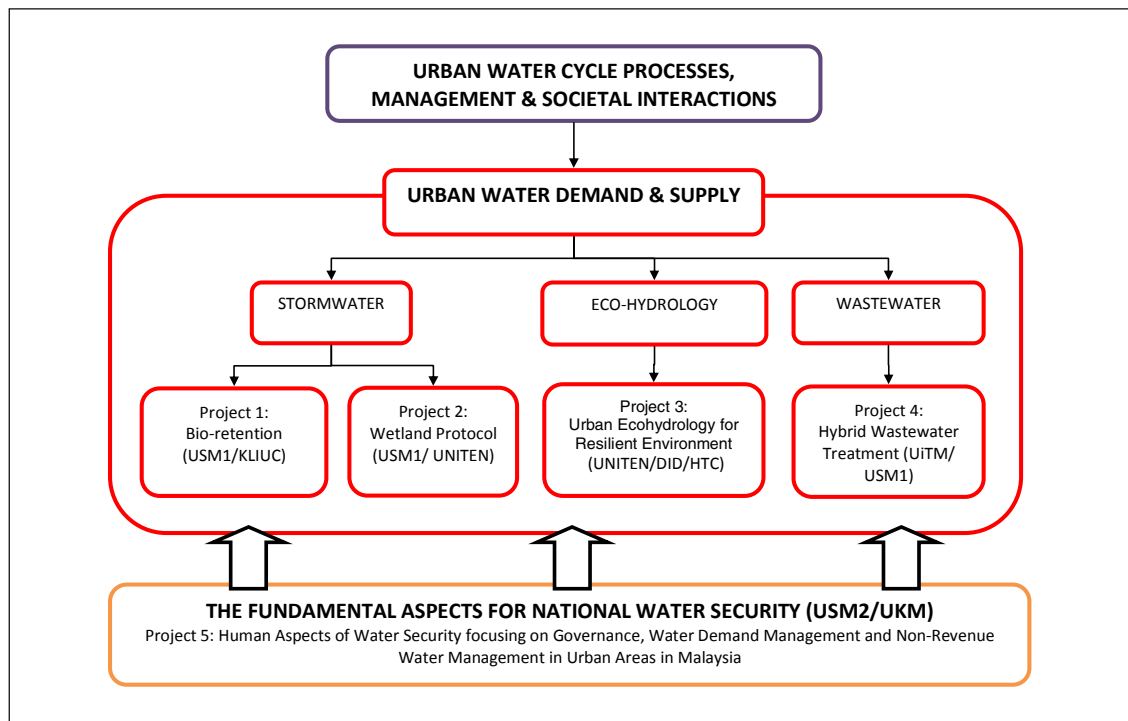 URBAN WATER CYCLE PROCESSES,
MANAGEMENT & SOCIETAL INTERACTIONS
URBAN WATER DEMAND & SUPPLY
STORMWATER
ECO-HYDROLOGY
WASTEWATER
Project 1:
Bio-retention
(USM1/KLIUC)
Project 2:
Wetland Protocol
(USM1/ UNITEN)
Project 3:
Urban Ecohydrology for
Resilient Environment
(UNITEN/DID/HTC)
Project 4:
Hybrid Wastewater
Treatment (UiTM/
USM1)
THE FUNDAMENTAL ASPECTS FOR NATIONAL WATER SECURITY (USM2/UKM)
Project 5: Human Aspects of Water Security focusing on Governance, Water Demand Management and Non-Revenue
Water Management in Urban Areas in Malaysia